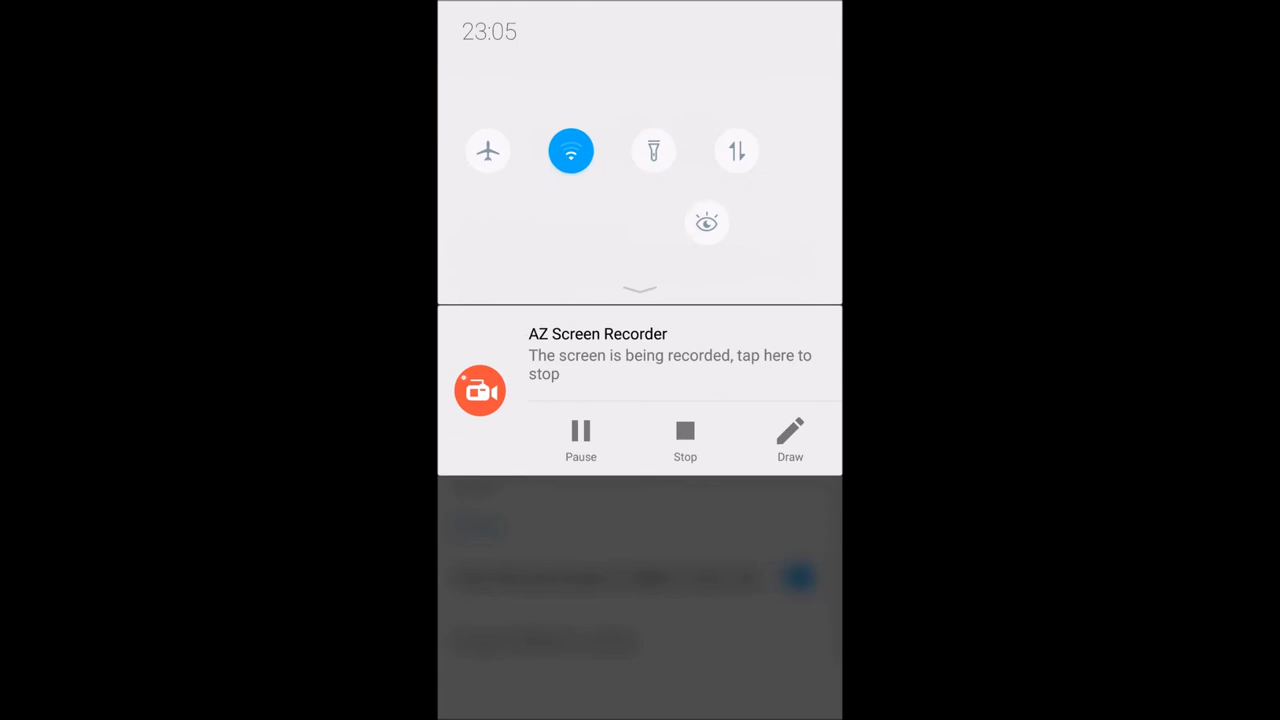 23:05
AZ Screen Recorder
The screen is being recorded, tap here to
stop
Pause
Stop
Draw